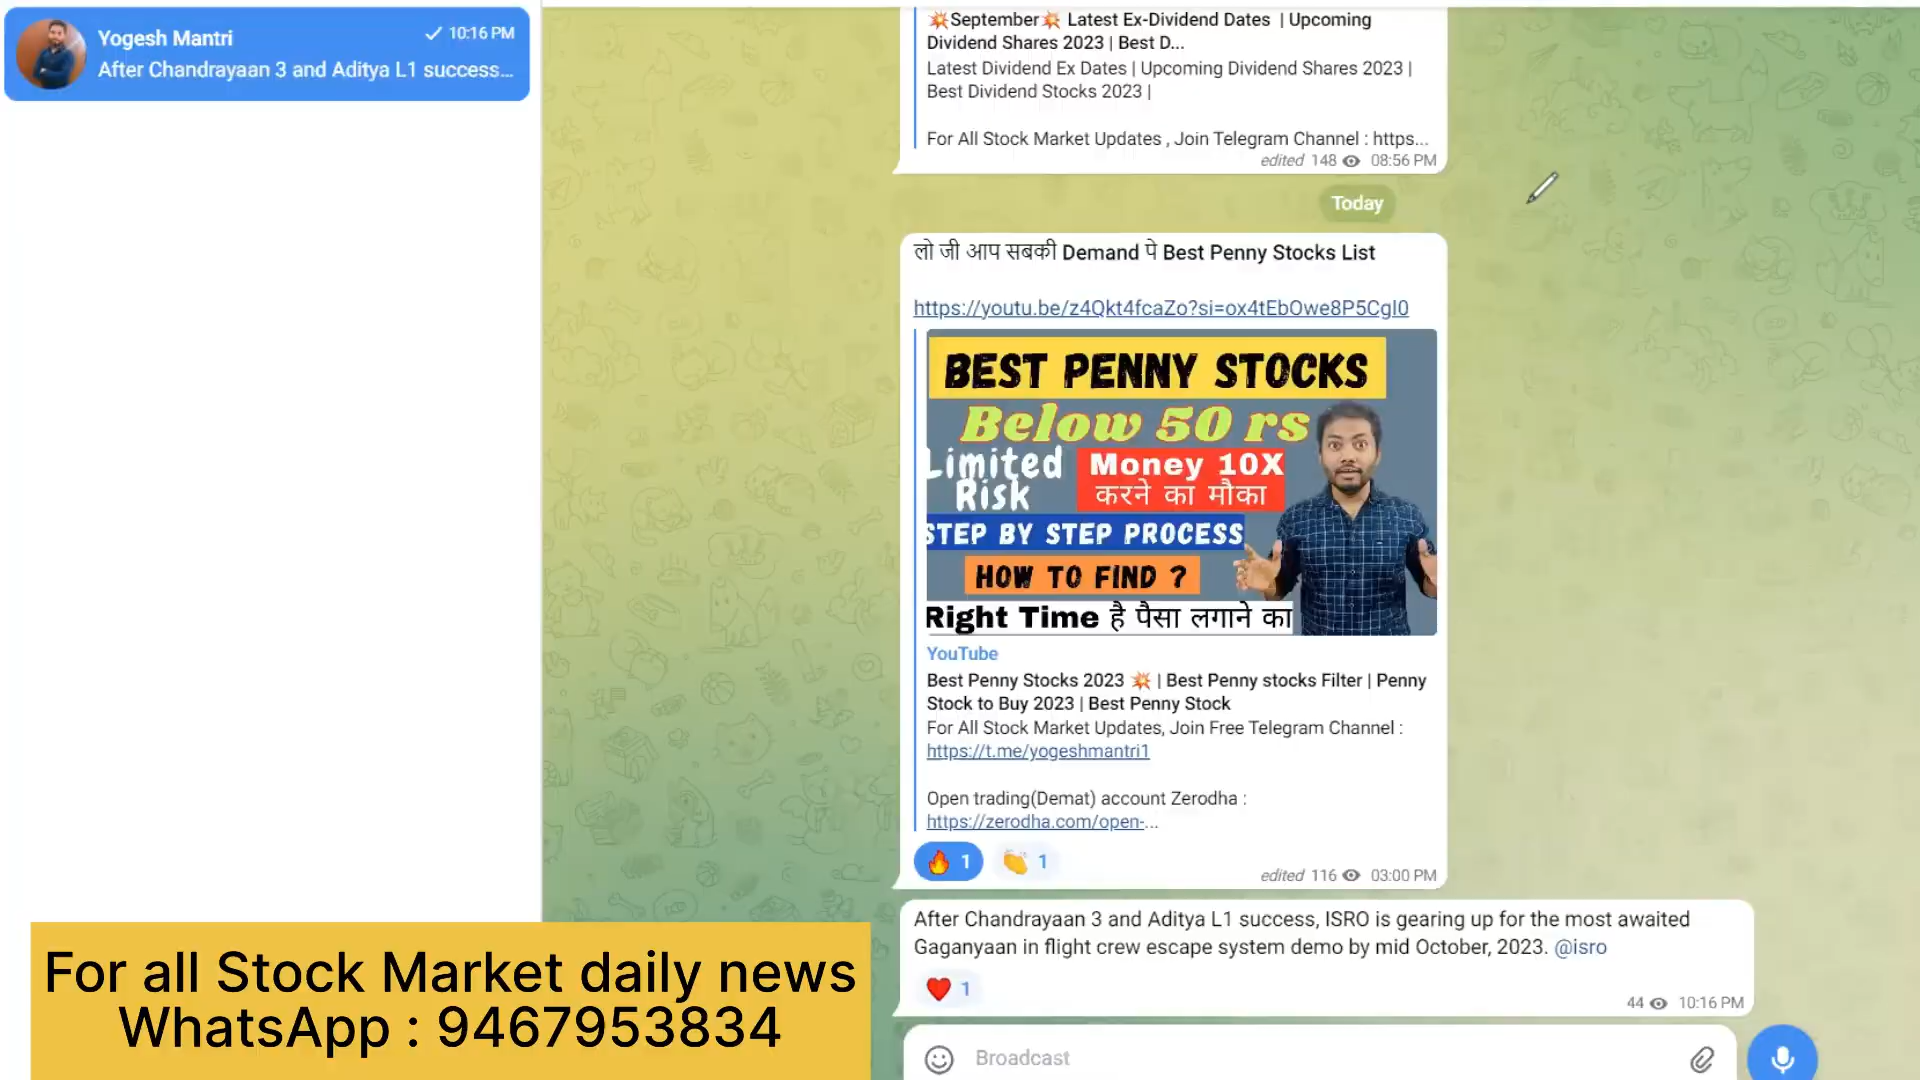 Yogesh Mantri
10:16 PM
After Chandrayaan 3 and Aditya L1 success...
💥September💥 Latest Ex-Dividend Dates | Upcoming
Dividend Shares 2023 | Best D...
Latest Dividend Ex Dates | Upcoming Dividend Shares 2023 |
Best Dividend Stocks 2023 |
For All Stock Market Updates , Join Telegram Channel : https...
edited 148 08:56 PM
Today
लो जी आप सबकी Demand पे Best Penny Stocks List
https://youtu.be/z4Qkt4fcaZo?si=ox4tEbOwe8P5CgI0
BEST PENNY STOCKS
Below 50 rs
Limited
Risk
Money 10X
करने का मौका
STEP BY STEP PROCESS
HOW TO FIND ?
Right Time है पैसा लगाने का
YouTube
Best Penny Stocks 2023 💥 | Best Penny stocks Filter | Penny
Stock to Buy 2023 | Best Penny Stock
For All Stock Market Updates, Join Free Telegram Channel :
https://t.me/yogeshmantri1
Open trading(Demat) account Zerodha :
https://zerodha.com/open-...
🔥 1 👏 1
edited 116 03:00 PM
After Chandrayaan 3 and Aditya L1 success, ISRO is gearing up for the most awaited
Gaganyaan in flight crew escape system demo by mid October, 2023. @isro
❤️ 1
44 10:16 PM
Broadcast
For all Stock Market daily news
WhatsApp : 9467953834